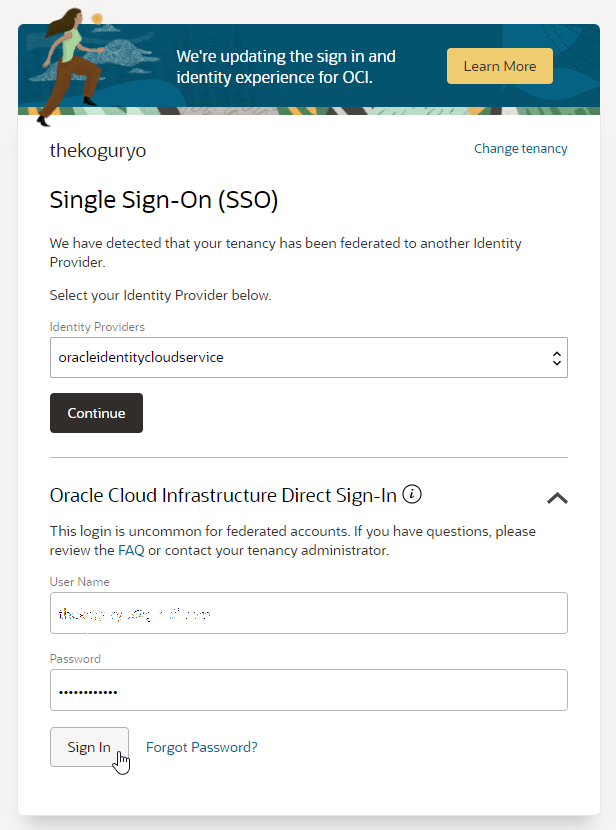 We're updating the sign in and
identity experience for OCI.
Learn More
thekoguryo
Change tenancy
Single Sign-On (SSO)
We have detected that your tenancy has been federated to another Identity
Provider.
Select your Identity Provider below.
Identity Providers
oracleidentitycloudservice
Continue
Oracle Cloud Infrastructure Direct Sign-In
This login is uncommon for federated accounts. If you have questions, please
review the FAQ or contact your tenancy administrator.
User Name
Password
••••••••••••
Sign In
Forgot Password?